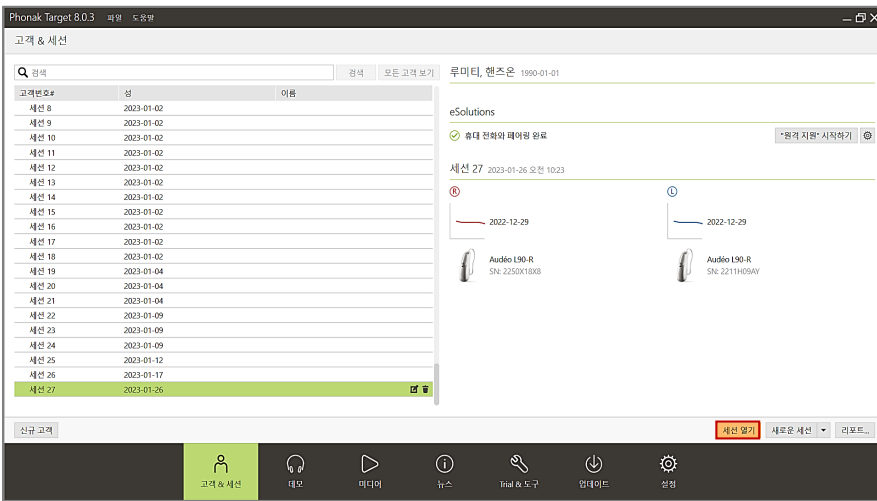 Phonak Target 8.0.3 파일 도움말
고객 & 세션
검색 검색 모든 고객 보기
고객번호# 성 이름
세션 8 2023-01-02
세션 9 2023-01-02
세션 10 2023-01-02
세션 11 2023-01-02
세션 12 2023-01-02
세션 13 2023-01-02
세션 14 2023-01-02
세션 15 2023-01-02
세션 16 2023-01-02
세션 17 2023-01-02
세션 18 2023-01-02
세션 19 2023-01-04
세션 20 2023-01-04
세션 21 2023-01-04
세션 22 2023-01-09
세션 23 2023-01-09
세션 24 2023-01-09
세션 25 2023-01-12
세션 26 2023-01-17
세션 27 2023-01-26
루미티, 핸즈온 1990-01-01
eSolutions
휴대 전화와 페어링 완료 "원격 지원" 시작하기
세션 27 2023-01-26 오전 10:23
R L
2022-12-29 2022-12-29
Audéo L90-R Audéo L90-R
SN: 2250X18X8 SN: 2211H09AY
신규 고객 세션 열기 새로운 세션 리포트...
고객 & 세션 데모 미디어 뉴스 Trial & 도구 업데이트 설정